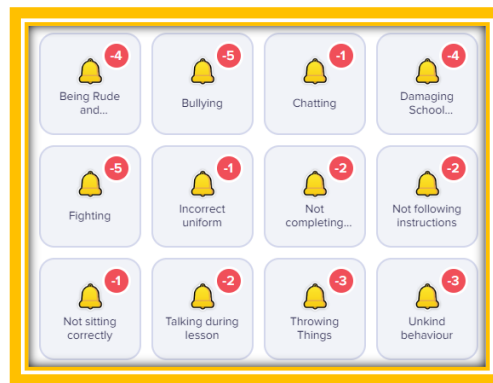 -4
Being Rude
and...
-5
Bullying
-1
Chatting
-4
Damaging
School...
-5
Fighting
-1
Incorrect
uniform
-2
Not
completing...
-2
Not following
instructions
-1
Not sitting
correctly
-2
Talking during
lesson
-3
Throwing
Things
-3
Unkind
behaviour